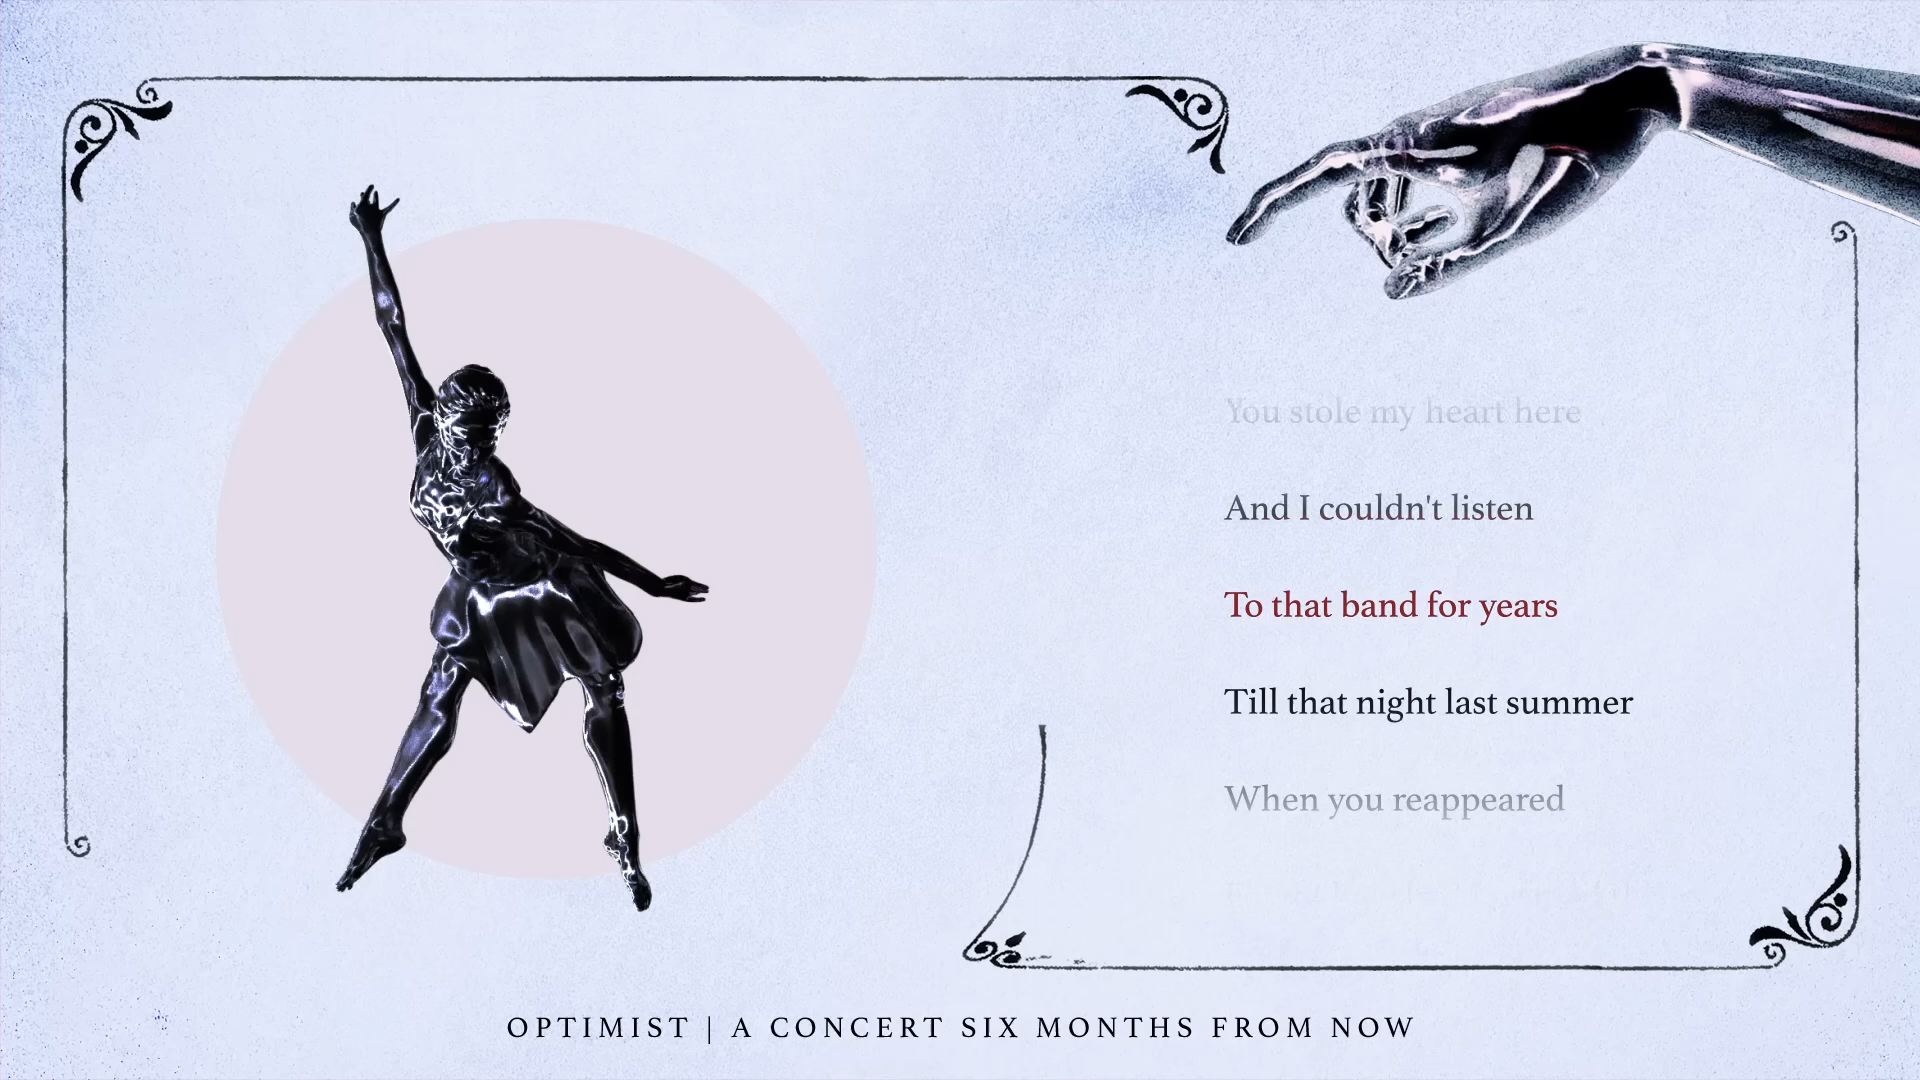 You stole my heart here
And I couldn't listen
To that band for years
Till that night last summer
When you reappeared
OPTIMIST | A CONCERT SIX MONTHS FROM NOW